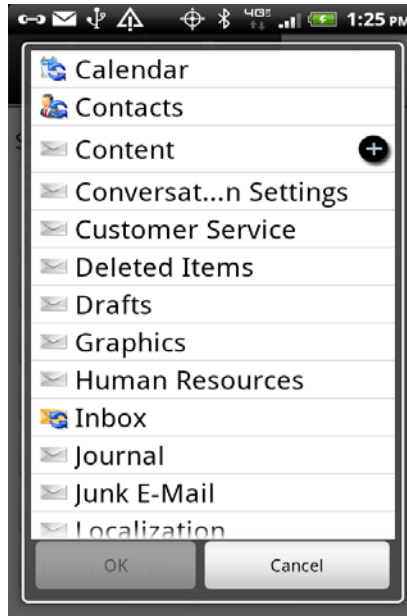 4GE 1:25 PM
Calendar
Contacts
Content
Conversat...n Settings
Customer Service
Deleted Items
Drafts
Graphics
Human Resources
Inbox
Journal
Junk E-Mail
Localization
OK Cancel